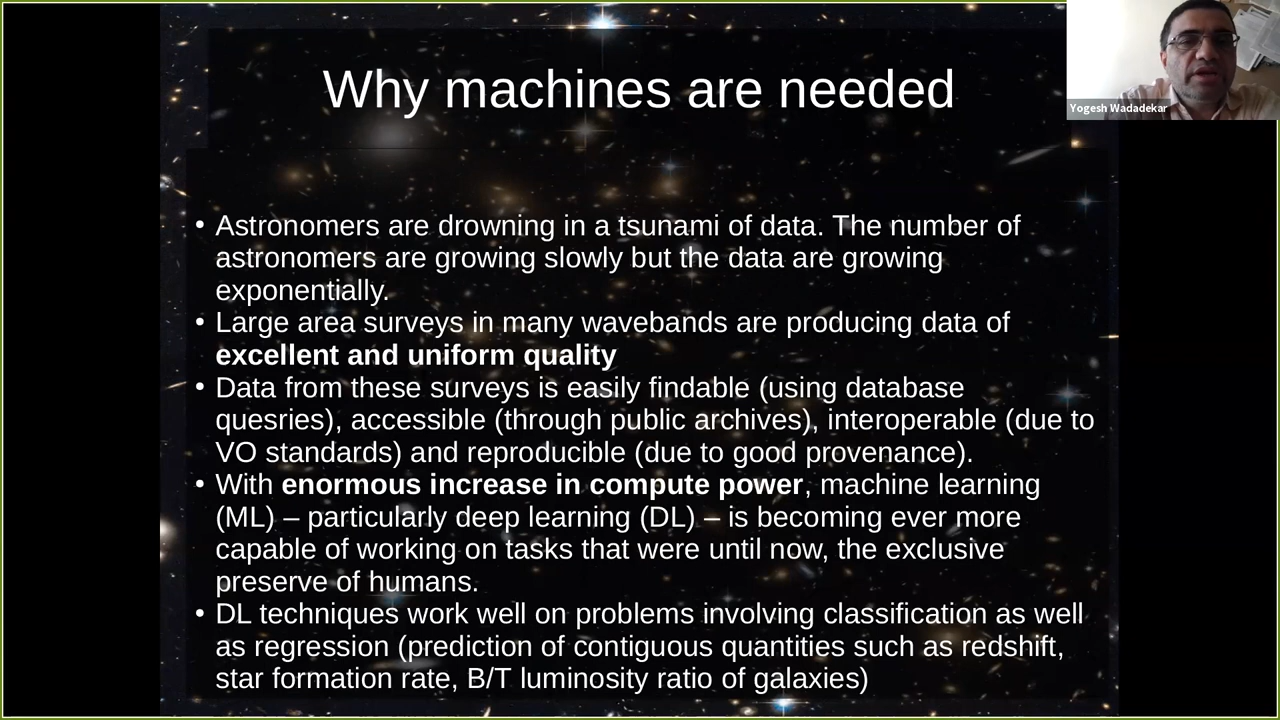 Why machines are needed
Yogesh Wadadekar
• Astronomers are drowning in a tsunami of data. The number of
astronomers are growing slowly but the data are growing
exponentially.
• Large area surveys in many wavebands are producing data of
excellent and uniform quality
• Data from these surveys is easily findable (using database
quesries), accessible (through public archives), interoperable (due to
VO standards) and reproducible (due to good provenance).
• With enormous increase in compute power, machine learning
(ML) – particularly deep learning (DL) – is becoming ever more
capable of working on tasks that were until now, the exclusive
preserve of humans.
• DL techniques work well on problems involving classification as well
as regression (prediction of contiguous quantities such as redshift,
star formation rate, B/T luminosity ratio of galaxies)